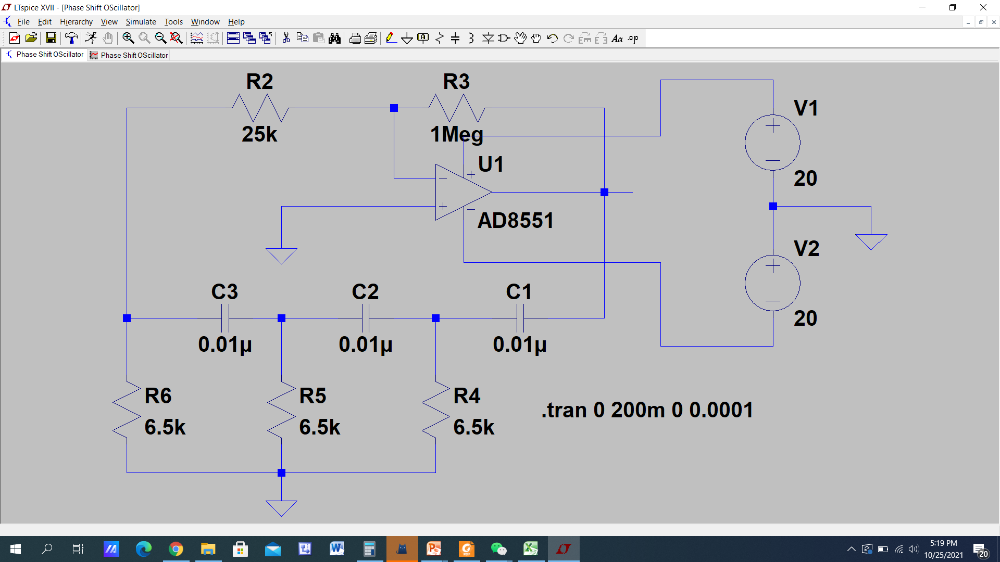 LTspice XVII - [Phase Shift OScillator]
File Edit Hierarchy View Simulate Tools Window Help
Phase Shift OScillator Phase Shift OScillator
R2
25k
R3
1Meg
U1
AD8551
V1
20
V2
20
C3
0.01µ
C2
0.01µ
C1
0.01µ
R6
6.5k
R5
6.5k
R4
6.5k
.tran 0 200m 0 0.0001
5:19 PM
10/25/2021
20